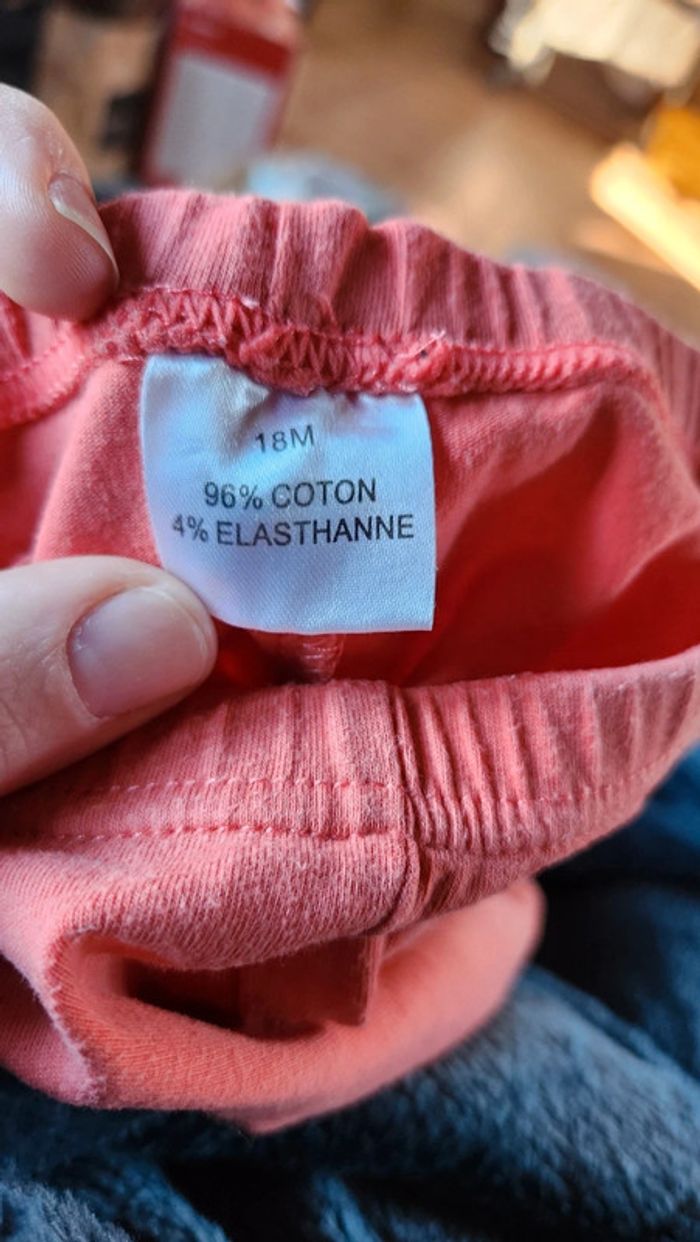 18M
96% COTON
4% ELASTHANNE